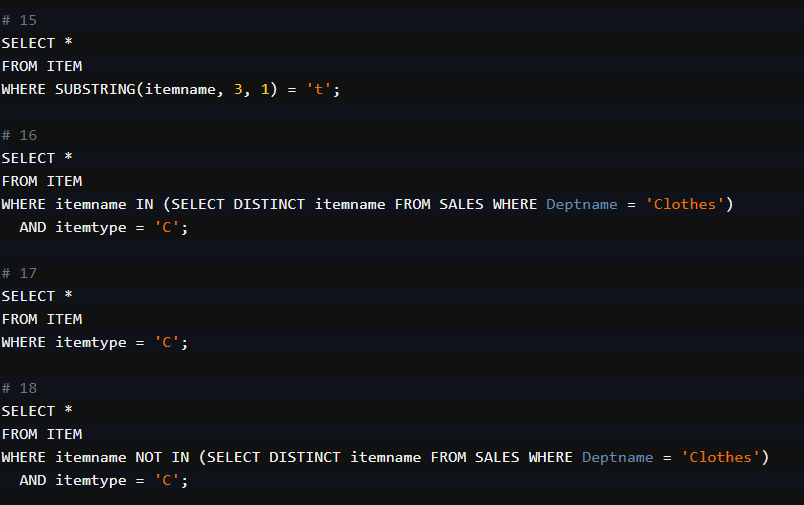 # 15
SELECT *
FROM ITEM
WHERE SUBSTRING(itemname, 3, 1) = 't';
# 16
SELECT *
FROM ITEM
WHERE itemname IN (SELECT DISTINCT itemname FROM SALES WHERE Deptname = 'Clothes')
  AND itemtype = 'C';
# 17
SELECT *
FROM ITEM
WHERE itemtype = 'C';
# 18
SELECT *
FROM ITEM
WHERE itemname NOT IN (SELECT DISTINCT itemname FROM SALES WHERE Deptname = 'Clothes')
  AND itemtype = 'C';